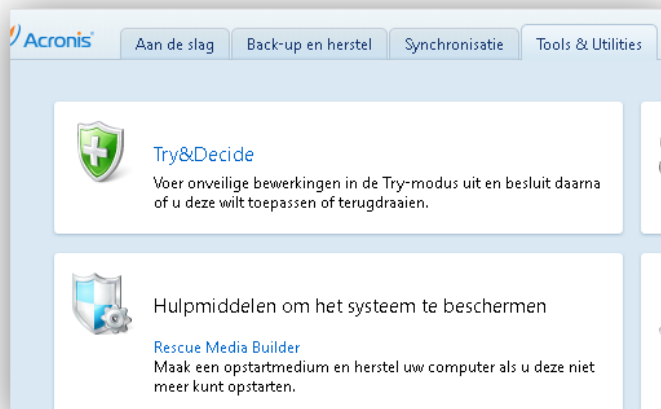 Acronis
Aan de slag
Back-up en herstel
Synchronisatie
Tools & Utilities
Try&Decide
Voer onveilige bewerkingen in de Try-modus uit en besluit daarna
of u deze wilt toepassen of terugdraaien.
Hulpmiddelen om het systeem te beschermen
Rescue Media Builder
Maak een opstartmedium en herstel uw computer als u deze niet
meer kunt opstarten.